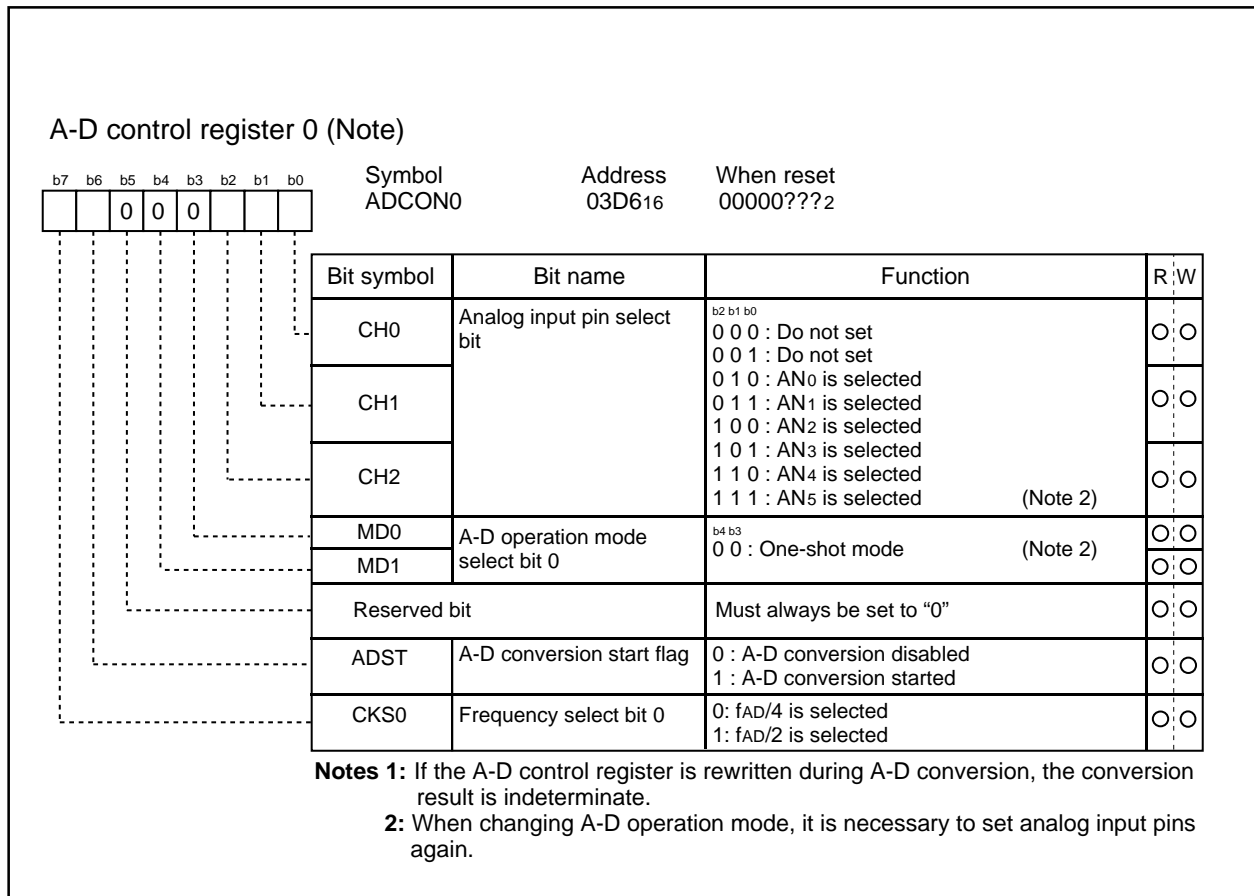 A-D control register 0 (Note)
b7 b6 b5 b4 b3 b2 b1 b0
0 0 0
Symbol Address When reset
ADCON0 03D616 00000???2
Bit symbol Bit name Function R W
CH0 Analog input pin select bit
b2 b1 b0
0 0 0 : Do not set
0 0 1 : Do not set
0 1 0 : AN0 is selected
0 1 1 : AN1 is selected
1 0 0 : AN2 is selected
1 0 1 : AN3 is selected
1 1 0 : AN4 is selected
1 1 1 : AN5 is selected (Note 2)
CH1
CH2
MD0 A-D operation mode select bit 0
b4 b3
0 0 : One-shot mode (Note 2)
MD1
Reserved bit Must always be set to “0”
ADST A-D conversion start flag 0 : A-D conversion disabled
1 : A-D conversion started
CKS0 Frequency select bit 0 0: fAD/4 is selected
1: fAD/2 is selected
Notes 1: If the A-D control register is rewritten during A-D conversion, the conversion
result is indeterminate.
2: When changing A-D operation mode, it is necessary to set analog input pins
again.